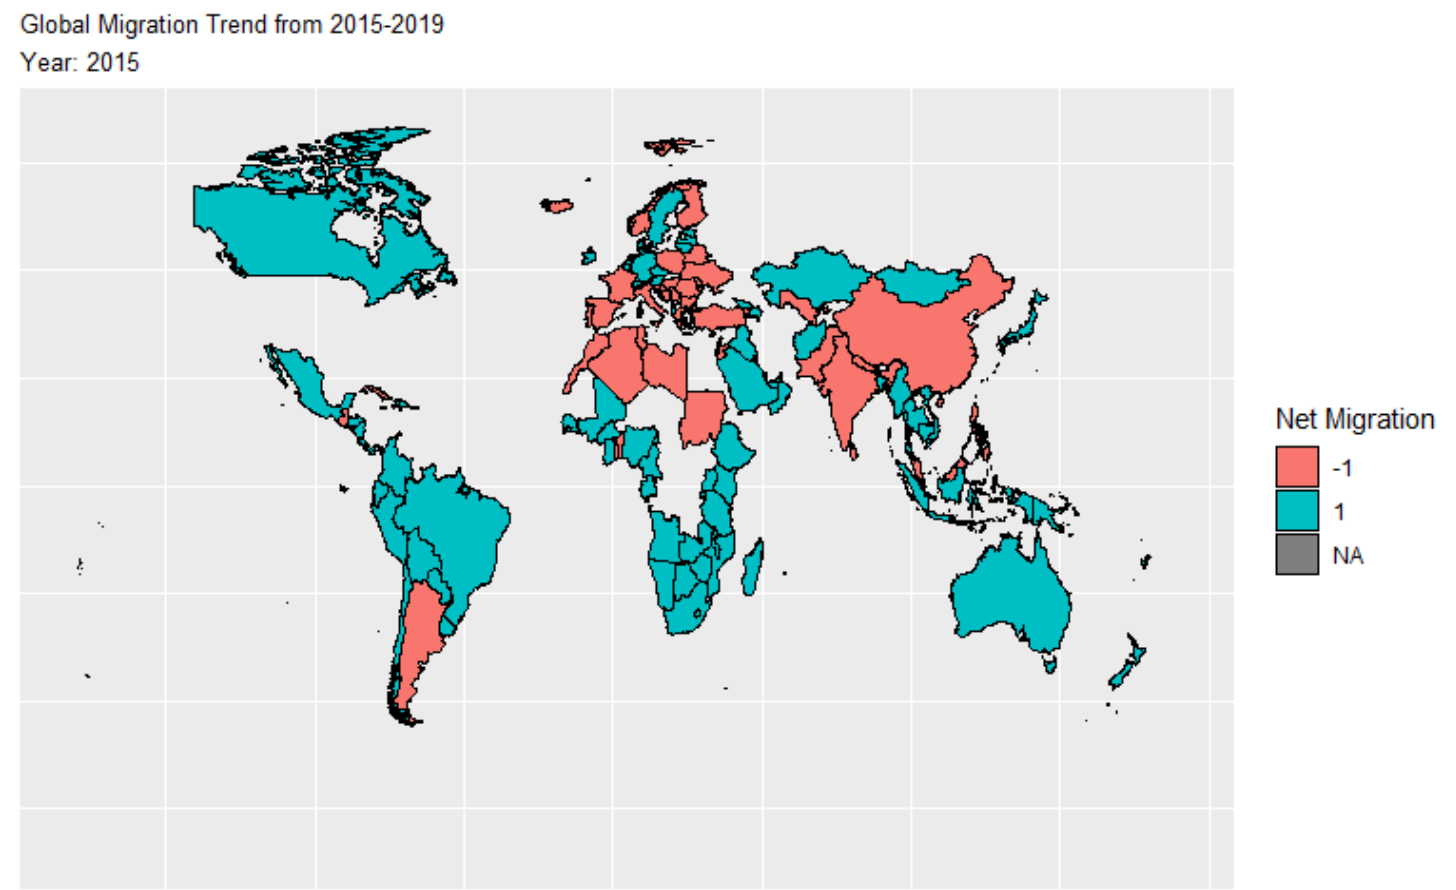 Global Migration Trend from 2015-2019
Year: 2015
Net Migration
-1
1
NA